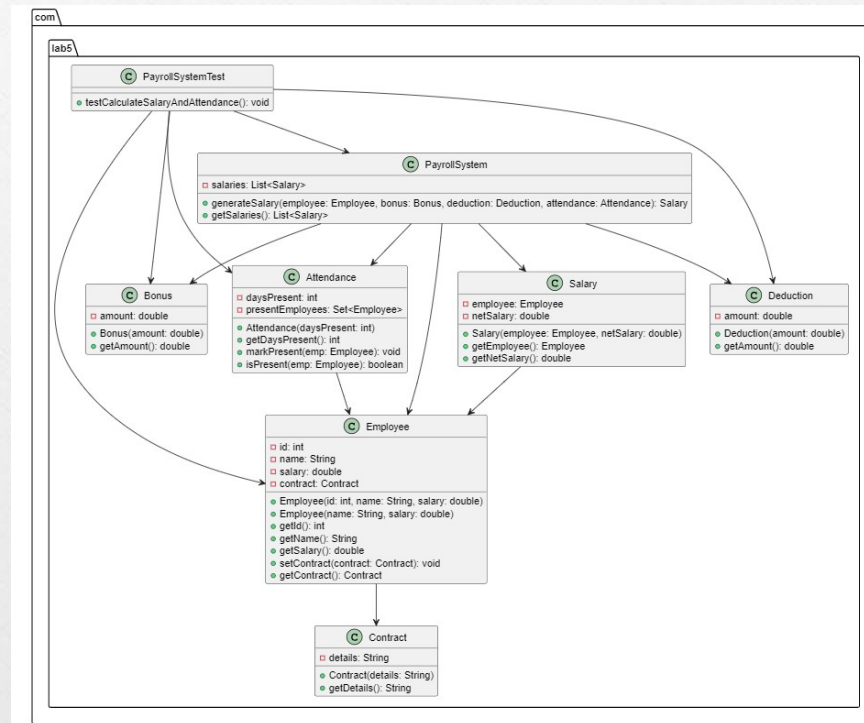 com
lab5
C PayrollSystemTest
testCalculateSalaryAndAttendance(): void
C PayrollSystem
salaries: List<Salary>
generateSalary(employee: Employee, bonus: Bonus, deduction: Deduction, attendance: Attendance): Salary
getSalaries(): List<Salary>
C Bonus
amount: double
Bonus(amount: double)
getAmount(): double
C Attendance
daysPresent: int
presentEmployees: Set<Employee>
Attendance(daysPresent: int)
getDaysPresent(): int
markPresent(emp: Employee): void
isPresent(emp: Employee): boolean
C Salary
employee: Employee
netSalary: double
Salary(employee: Employee, netSalary: double)
getEmployee(): Employee
getNetSalary(): double
C Deduction
amount: double
Deduction(amount: double)
getAmount(): double
C Employee
id: int
name: String
salary: double
contract: Contract
Employee(id: int, name: String, salary: double)
Employee(name: String, salary: double)
getId(): int
getName(): String
getSalary(): double
setContract(contract: Contract): void
getContract(): Contract
C Contract
details: String
Contract(details: String)
getDetails(): String